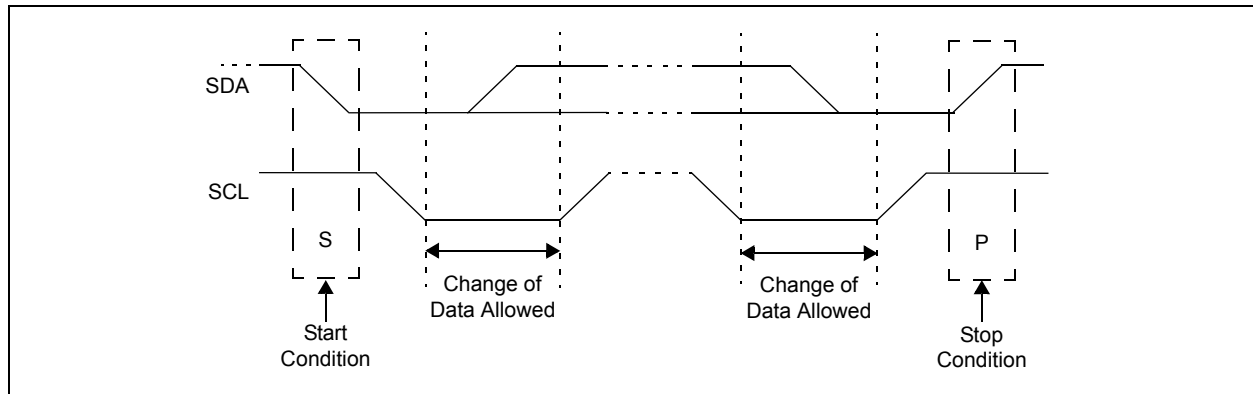 SDA
SCL
S
P
Change of
Data Allowed
Change of
Data Allowed
Start
Condition
Stop
Condition